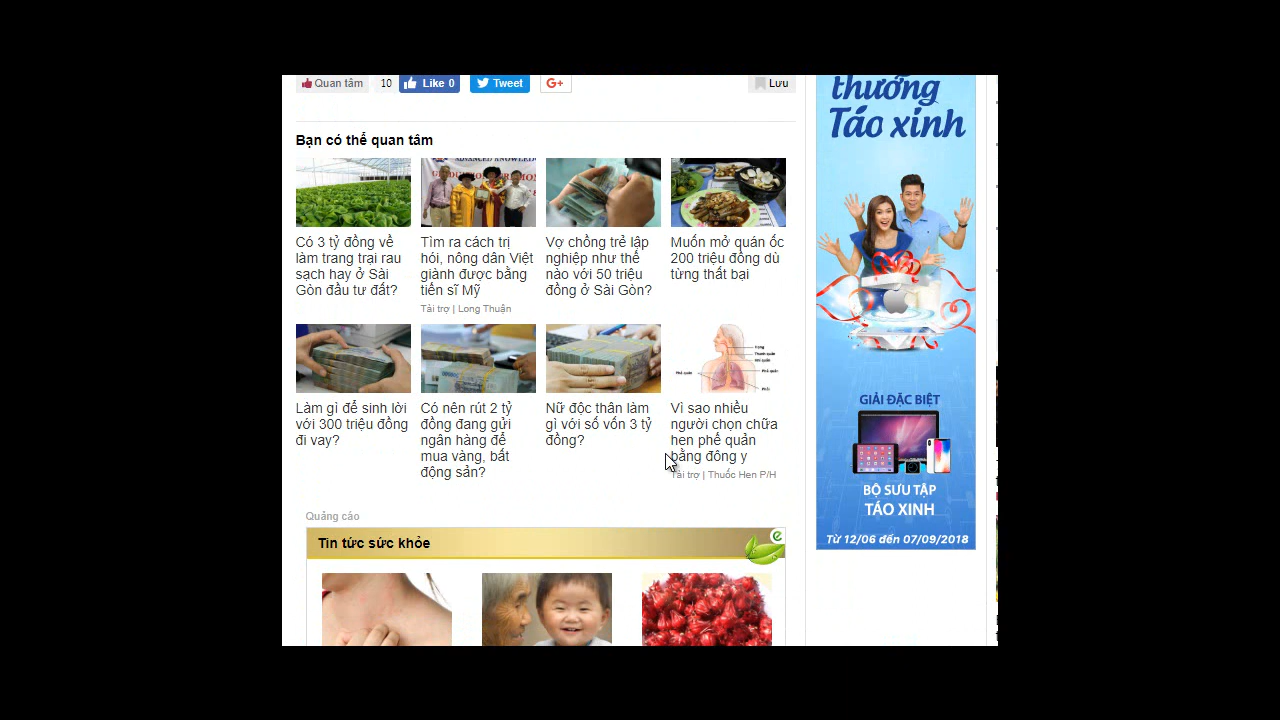 Quan tâm 10 Like 0 Tweet G+ Lưu
Bạn có thể quan tâm
Có 3 tỷ đồng về
làm trang trại rau
sạch hay ở Sài
Gòn đầu tư đất?
Tìm ra cách trị
hói, nông dân Việt
giành được bằng
tiến sĩ Mỹ
Tài trợ | Long Thuận
Vợ chồng trẻ lập
nghiệp như thế
nào với 50 triệu
đồng ở Sài Gòn?
Muốn mở quán ốc
200 triệu đồng dù
từng thất bại
Làm gì để sinh lời
với 300 triệu đồng
đi vay?
Có nên rút 2 tỷ
đồng đang gửi
ngân hàng để
mua vàng, bất
động sản?
Nữ độc thân làm
gì với số vốn 3 tỷ
đồng?
Vì sao nhiều
người chọn chữa
hen phế quản
bằng đông y
Tài trợ | Thuốc Hen P/H
Quảng cáo
Tin tức sức khỏe
thưởng
Táo xinh
GIẢI ĐẶC BIỆT
BỘ SƯU TẬP
TÁO XINH
Từ 12/06 đến 07/09/2018